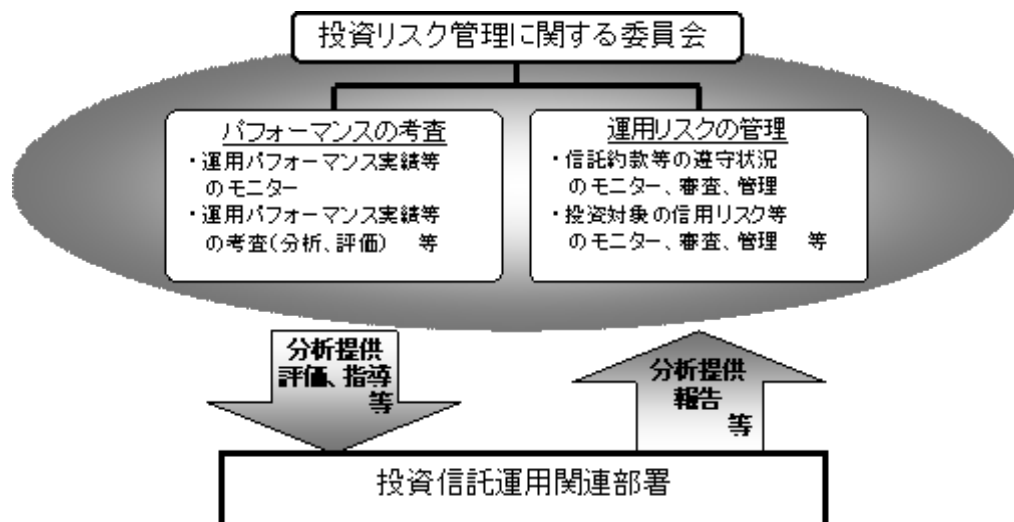 投資リスク管理に関する委員会
パフォーマンスの考査
・運用パフォーマンス実績等
のモニター
・運用パフォーマンス実績等
の考査(分析、評価) 等
運用リスクの管理
・信託約款等の遵守状況
のモニター、審査、管理
・投資対象の信用リスク等
のモニター、審査、管理 等
分析提供
評価、指導
等
分析提供
報告
等
投資信託運用関連部署